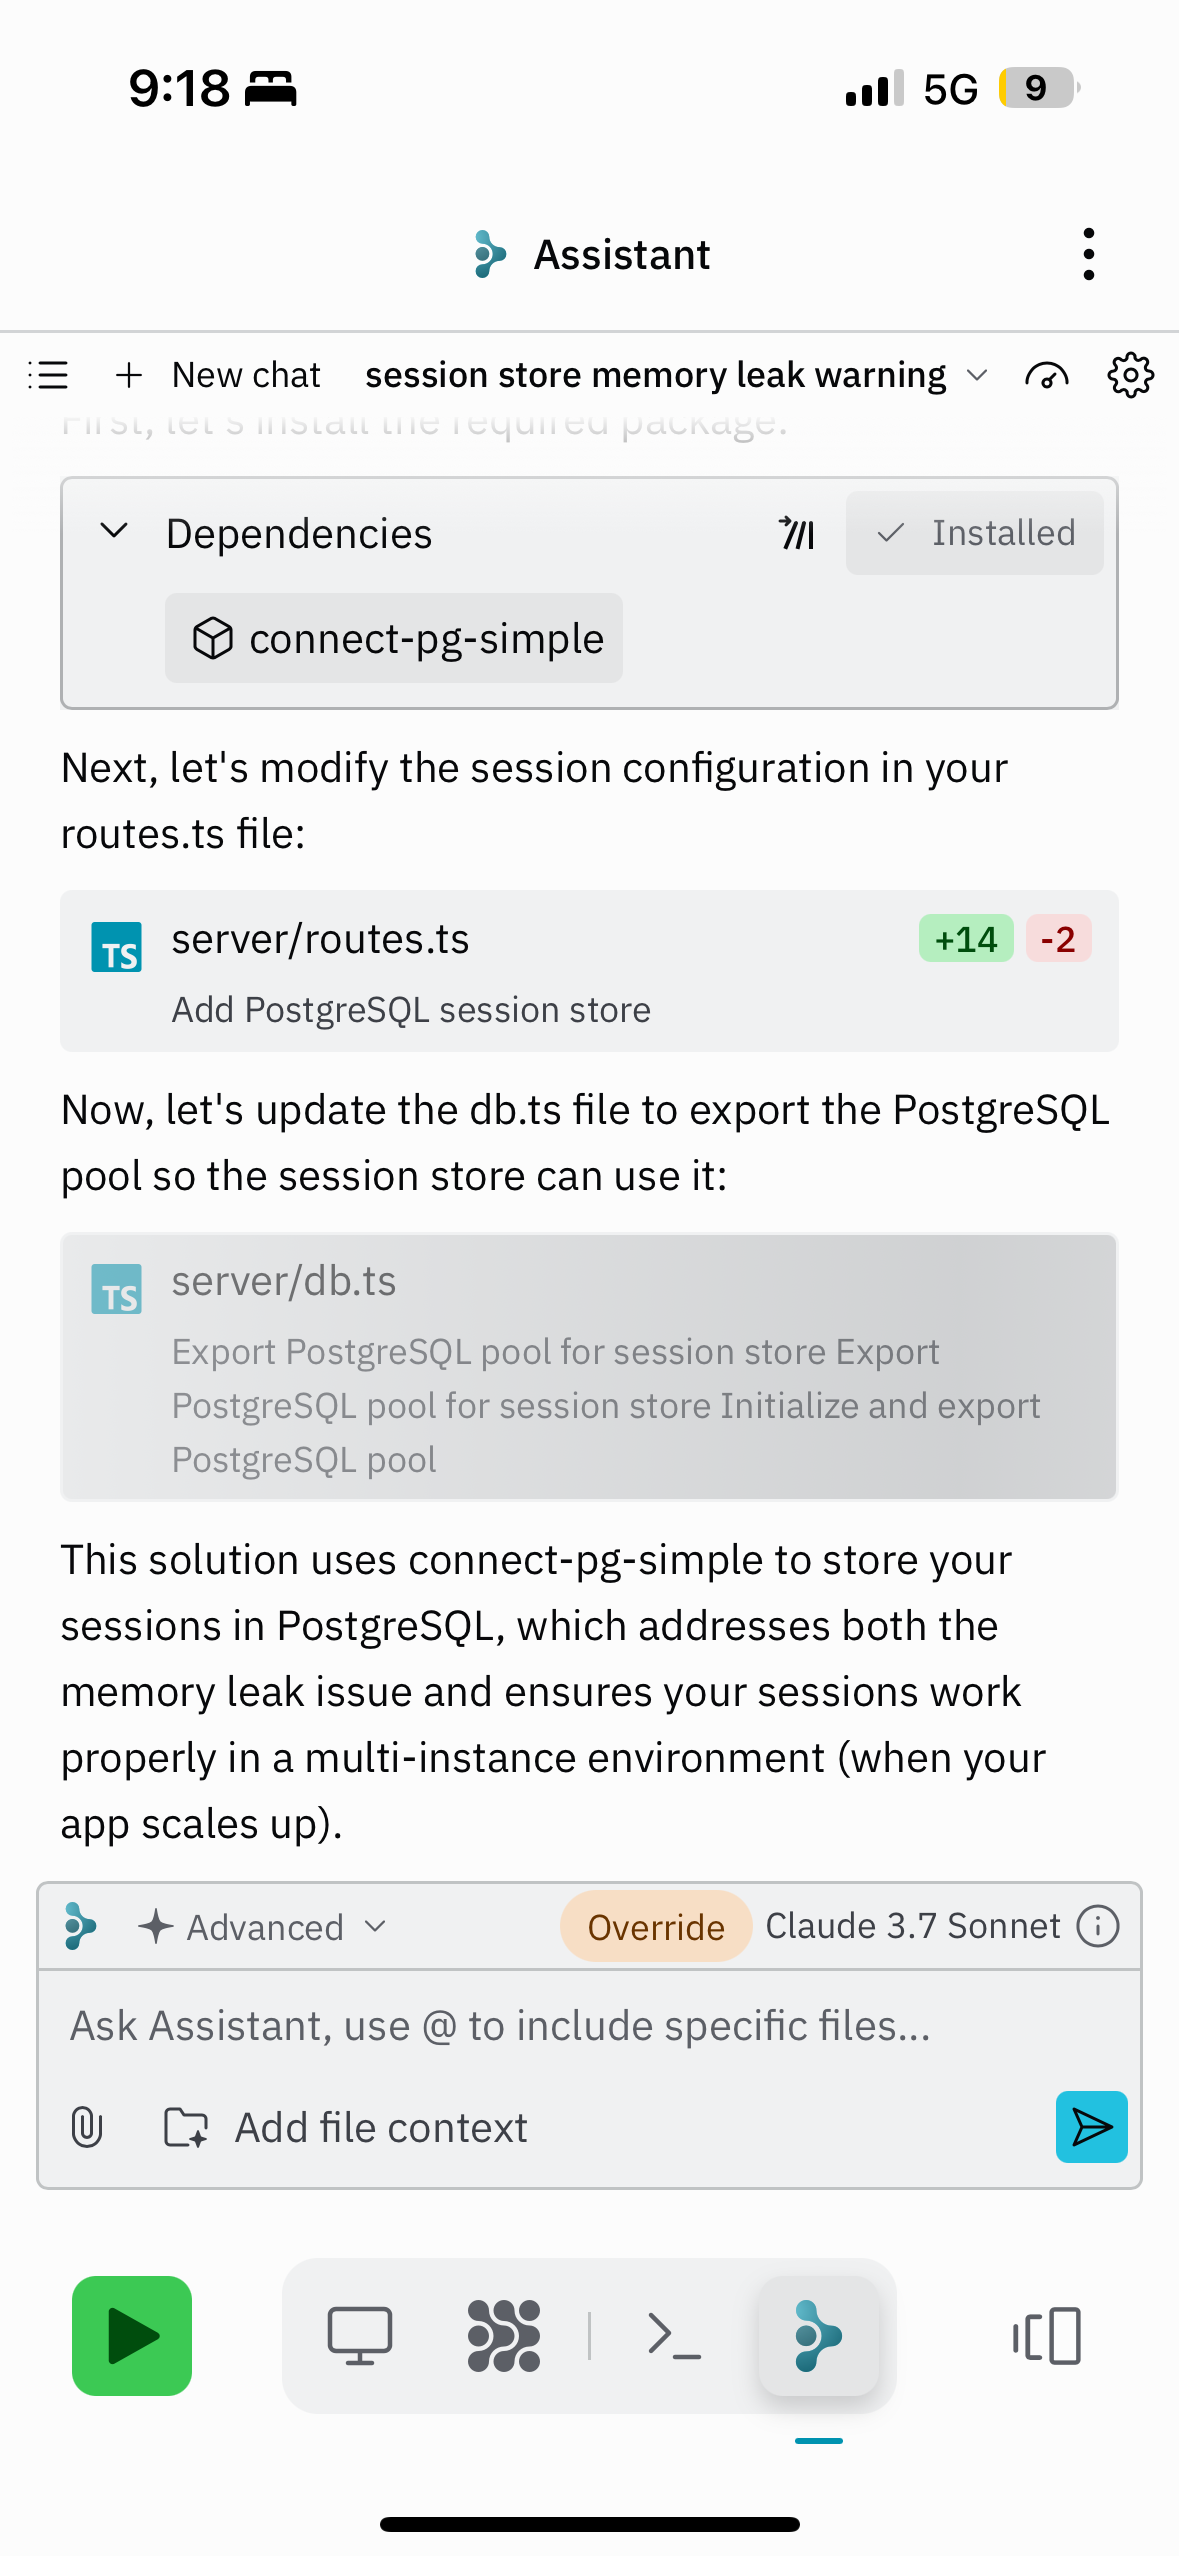 9:18
5G
9
Assistant
New chat
session store memory leak warning
First, let's install the required package:
Dependencies
Installed
connect-pg-simple
Next, let's modify the session configuration in your
routes.ts file:
TS
server/routes.ts
+14
-2
Add PostgreSQL session store
Now, let's update the db.ts file to export the PostgreSQL
pool so the session store can use it:
TS
server/db.ts
Export PostgreSQL pool for session store Export
PostgreSQL pool for session store Initialize and export
PostgreSQL pool
This solution uses connect-pg-simple to store your
sessions in PostgreSQL, which addresses both the
memory leak issue and ensures your sessions work
properly in a multi-instance environment (when your
app scales up).
Advanced
Override
Claude 3.7 Sonnet
Ask Assistant, use @ to include specific files...
Add file context